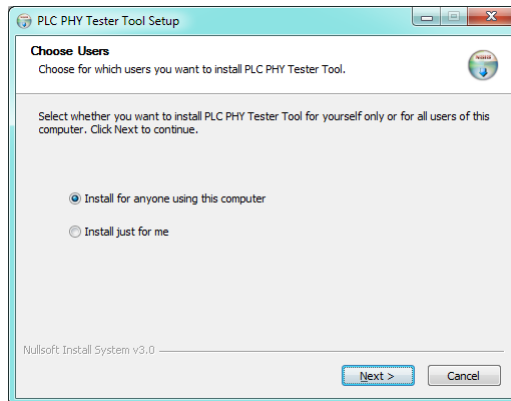 PLC PHY Tester Tool Setup
Choose Users
Choose for which users you want to install PLC PHY Tester Tool.
Select whether you want to install PLC PHY Tester Tool for yourself only or for all users of this
computer. Click Next to continue.
Install for anyone using this computer
Install just for me
Nullsoft Install System v3.0
Next >
Cancel